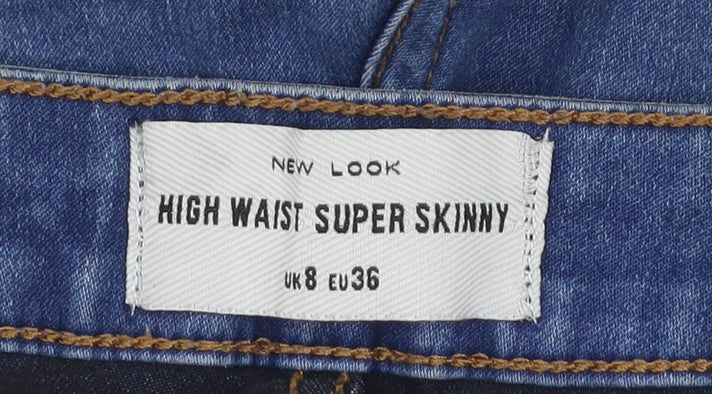 NEW LOOK
HIGH WAIST SUPER SKINNY
UK8 EU36